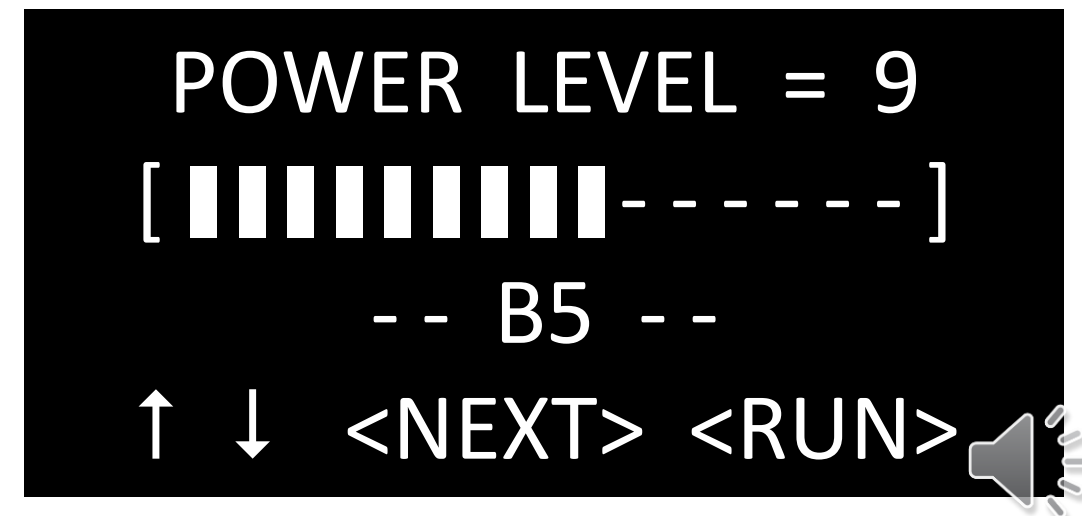 POWER LEVEL = 9
[▮▮▮▮▮▮▮▮▮------]
-- B5 --
↑ ↓ <NEXT> <RUN>